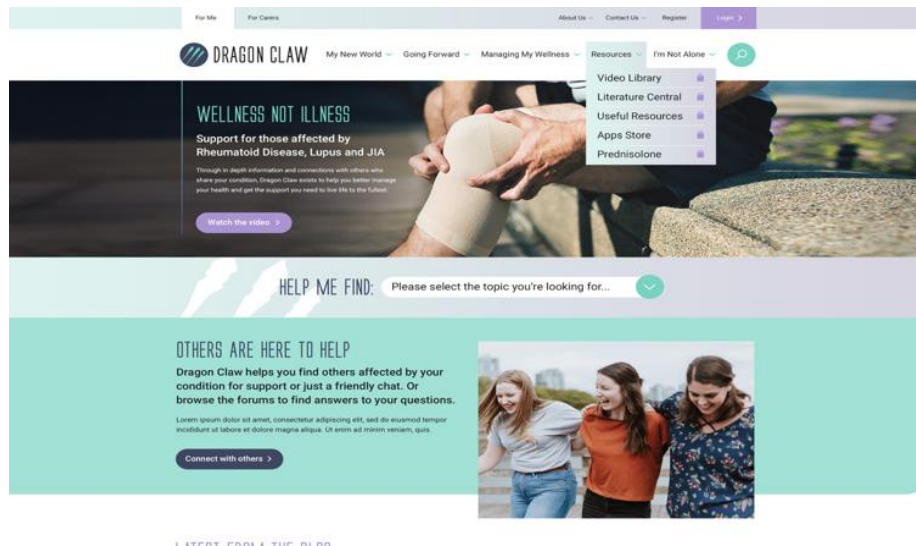 For Me
For Carers
About Us
Contact Us
Register
Login
DRAGON CLAW
My New World
Going Forward
Managing My Wellness
Resources
I'm Not Alone
Video Library
Literature Central
Useful Resources
Apps Store
Prednisolone
WELLNESS NOT ILLNESS
Support for those affected by
Rheumatoid Disease, Lupus and JIA
Through in depth information and connections with others who
share your condition, Dragon Claw exists to help you better manage
your health and get the support you need to live life to the fullest.
Watch the video
HELP ME FIND:
Please select the topic you're looking for...
OTHERS ARE HERE TO HELP
Dragon Claw helps you find others affected by your
condition for support or just a friendly chat. Or
browse the forums to find answers to your questions.
Lorem ipsum dolor sit amet, consectetur adipiscing elit, sed do eiusmod tempor
incididunt ut labore et dolore magna aliqua. Ut enim ad minim veniam, quis.
Connect with others
LATEST FROM THE BLOG